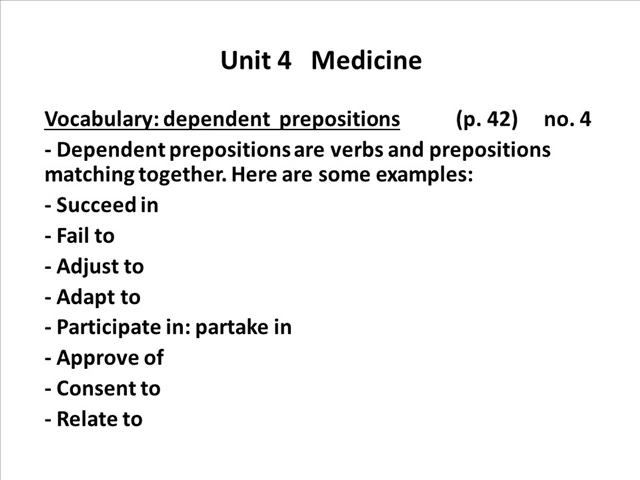 Unit 4 Medicine
Vocabulary: dependent prepositions (p. 42) no. 4
- Dependent prepositions are verbs and prepositions
matching together. Here are some examples:
- Succeed in
- Fail to
- Adjust to
- Adapt to
- Participate in: partake in
- Approve of
- Consent to
- Relate to